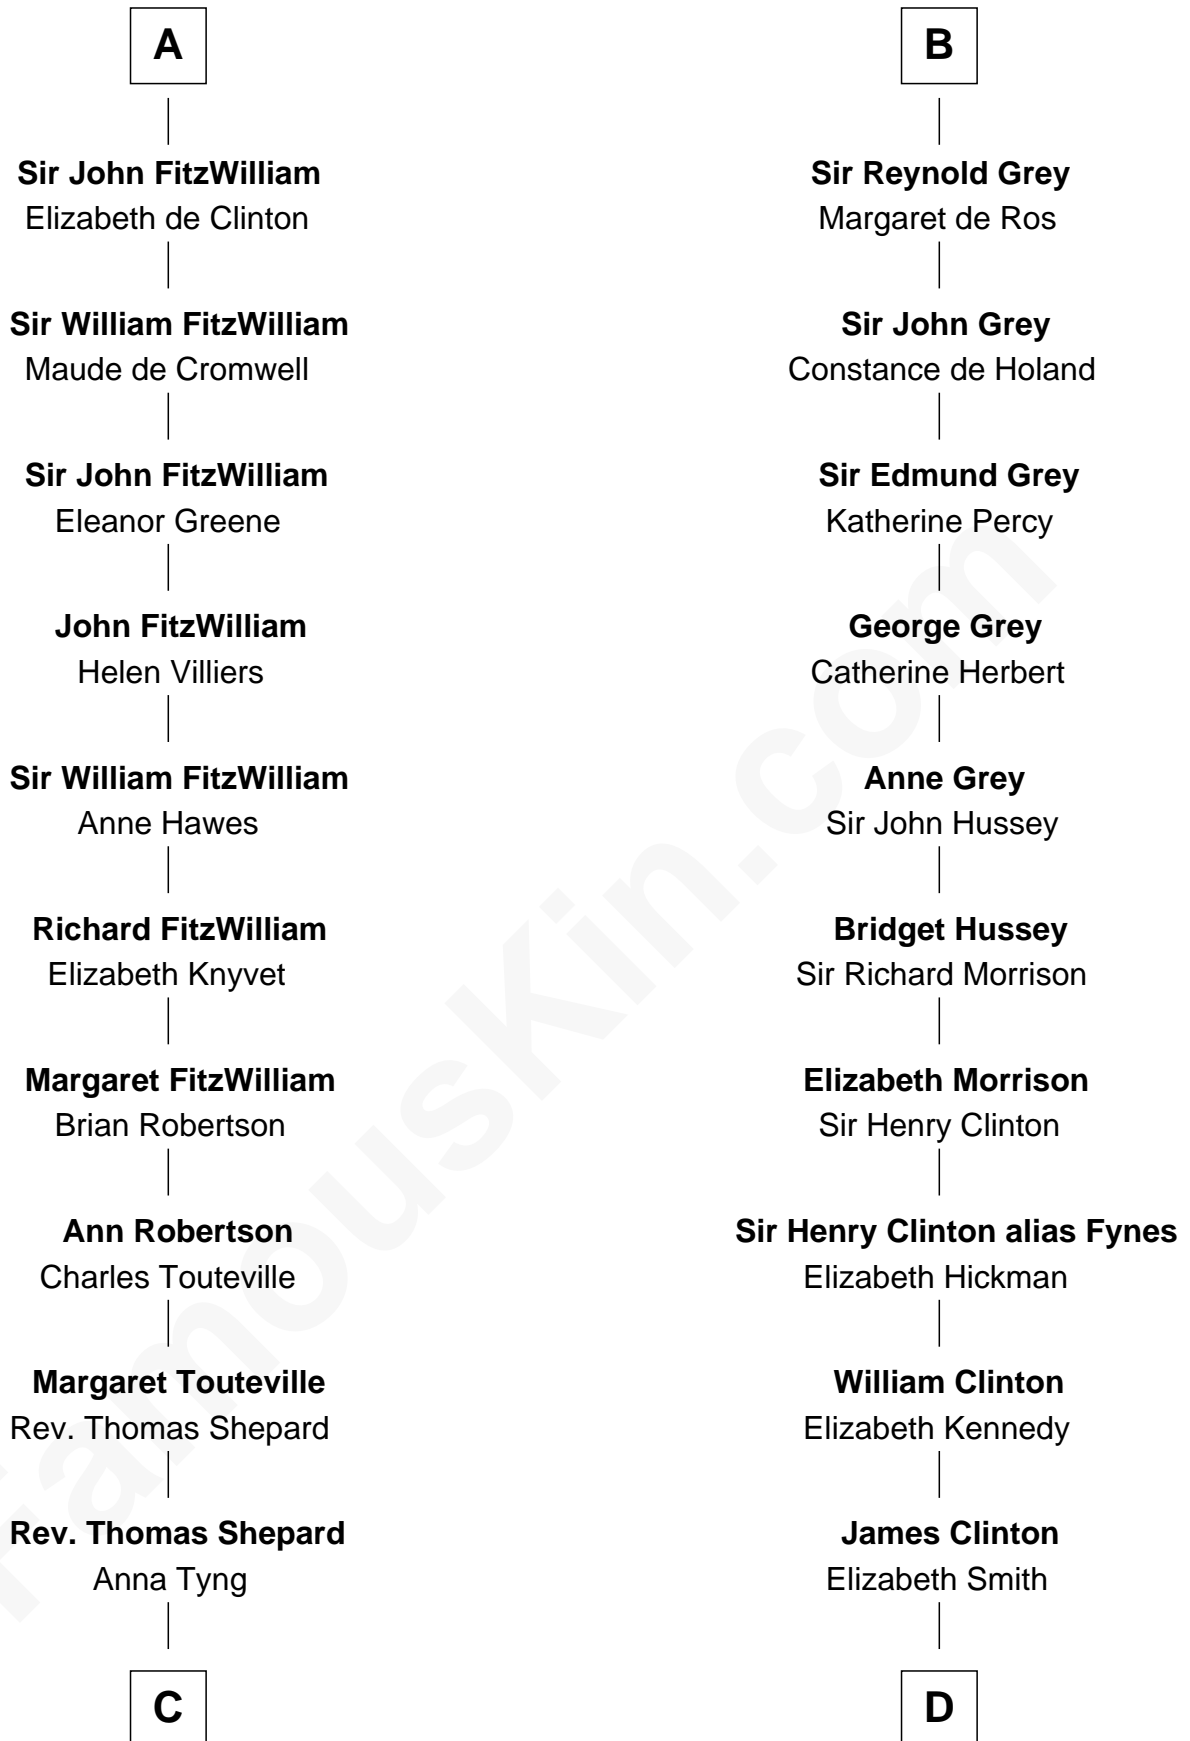 A
Sir John FitzWilliam
Elizabeth de Clinton
Sir William FitzWilliam
Maude de Cromwell
Sir John FitzWilliam
Eleanor Greene
John FitzWilliam
Helen Villiers
Sir William FitzWilliam
Anne Hawes
Richard FitzWilliam
Elizabeth Knyvet
Margaret FitzWilliam
Brian Robertson
Ann Robertson
Charles Touteville
Margaret Touteville
Rev. Thomas Shepard
Rev. Thomas Shepard
Anna Tyng
C
B
Sir Reynold Grey
Margaret de Ros
Sir John Grey
Constance de Holand
Sir Edmund Grey
Katherine Percy
George Grey
Catherine Herbert
Anne Grey
Sir John Hussey
Bridget Hussey
Sir Richard Morrison
Elizabeth Morrison
Sir Henry Clinton
Sir Henry Clinton alias Fynes
Elizabeth Hickman
William Clinton
Elizabeth Kennedy
James Clinton
Elizabeth Smith
D
FamousKin.com